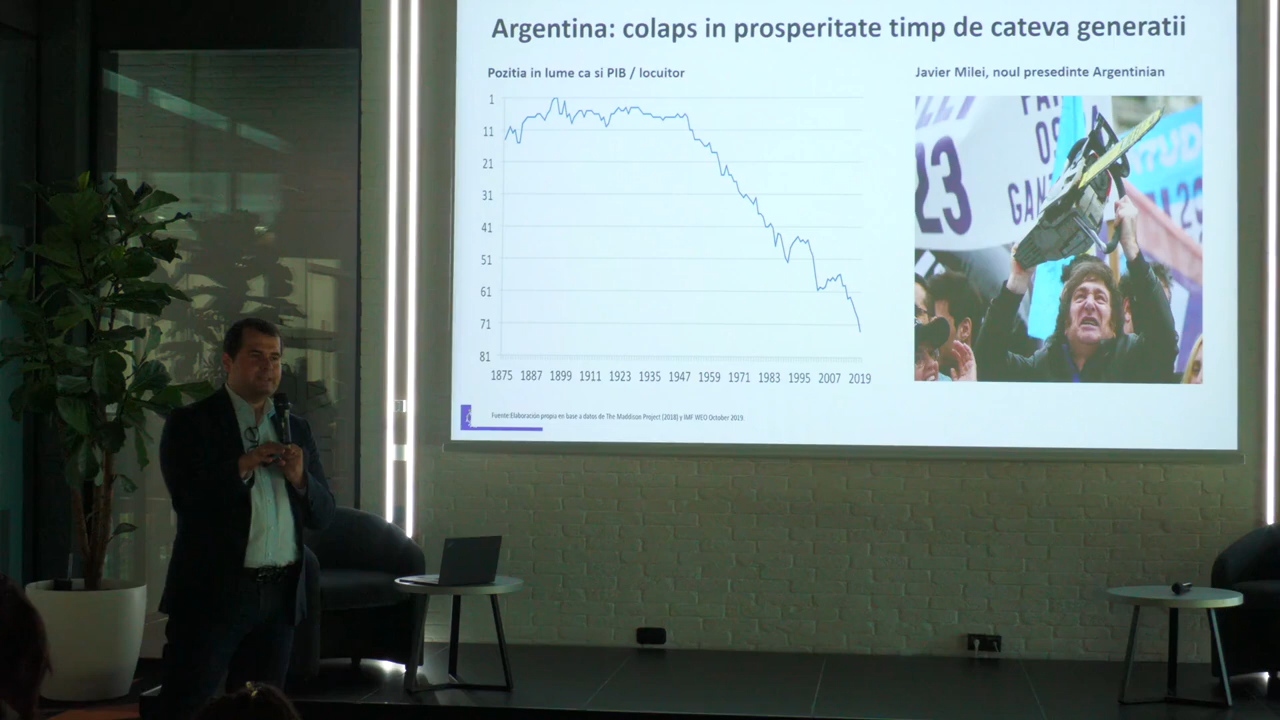 Argentina: colaps in prosperitate timp de cateva generatii
Pozitia in lume ca si PIB / locuitor
1
11
21
31
41
51
61
71
81
1875 1887 1899 1911 1923 1935 1947 1959 1971 1983 1995 2007 2019
Fuente:Elaboración propia en base a datos de The Maddison Project (2018) y IMF WEO October 2019.
Javier Milei, noul presedinte Argentinian
23